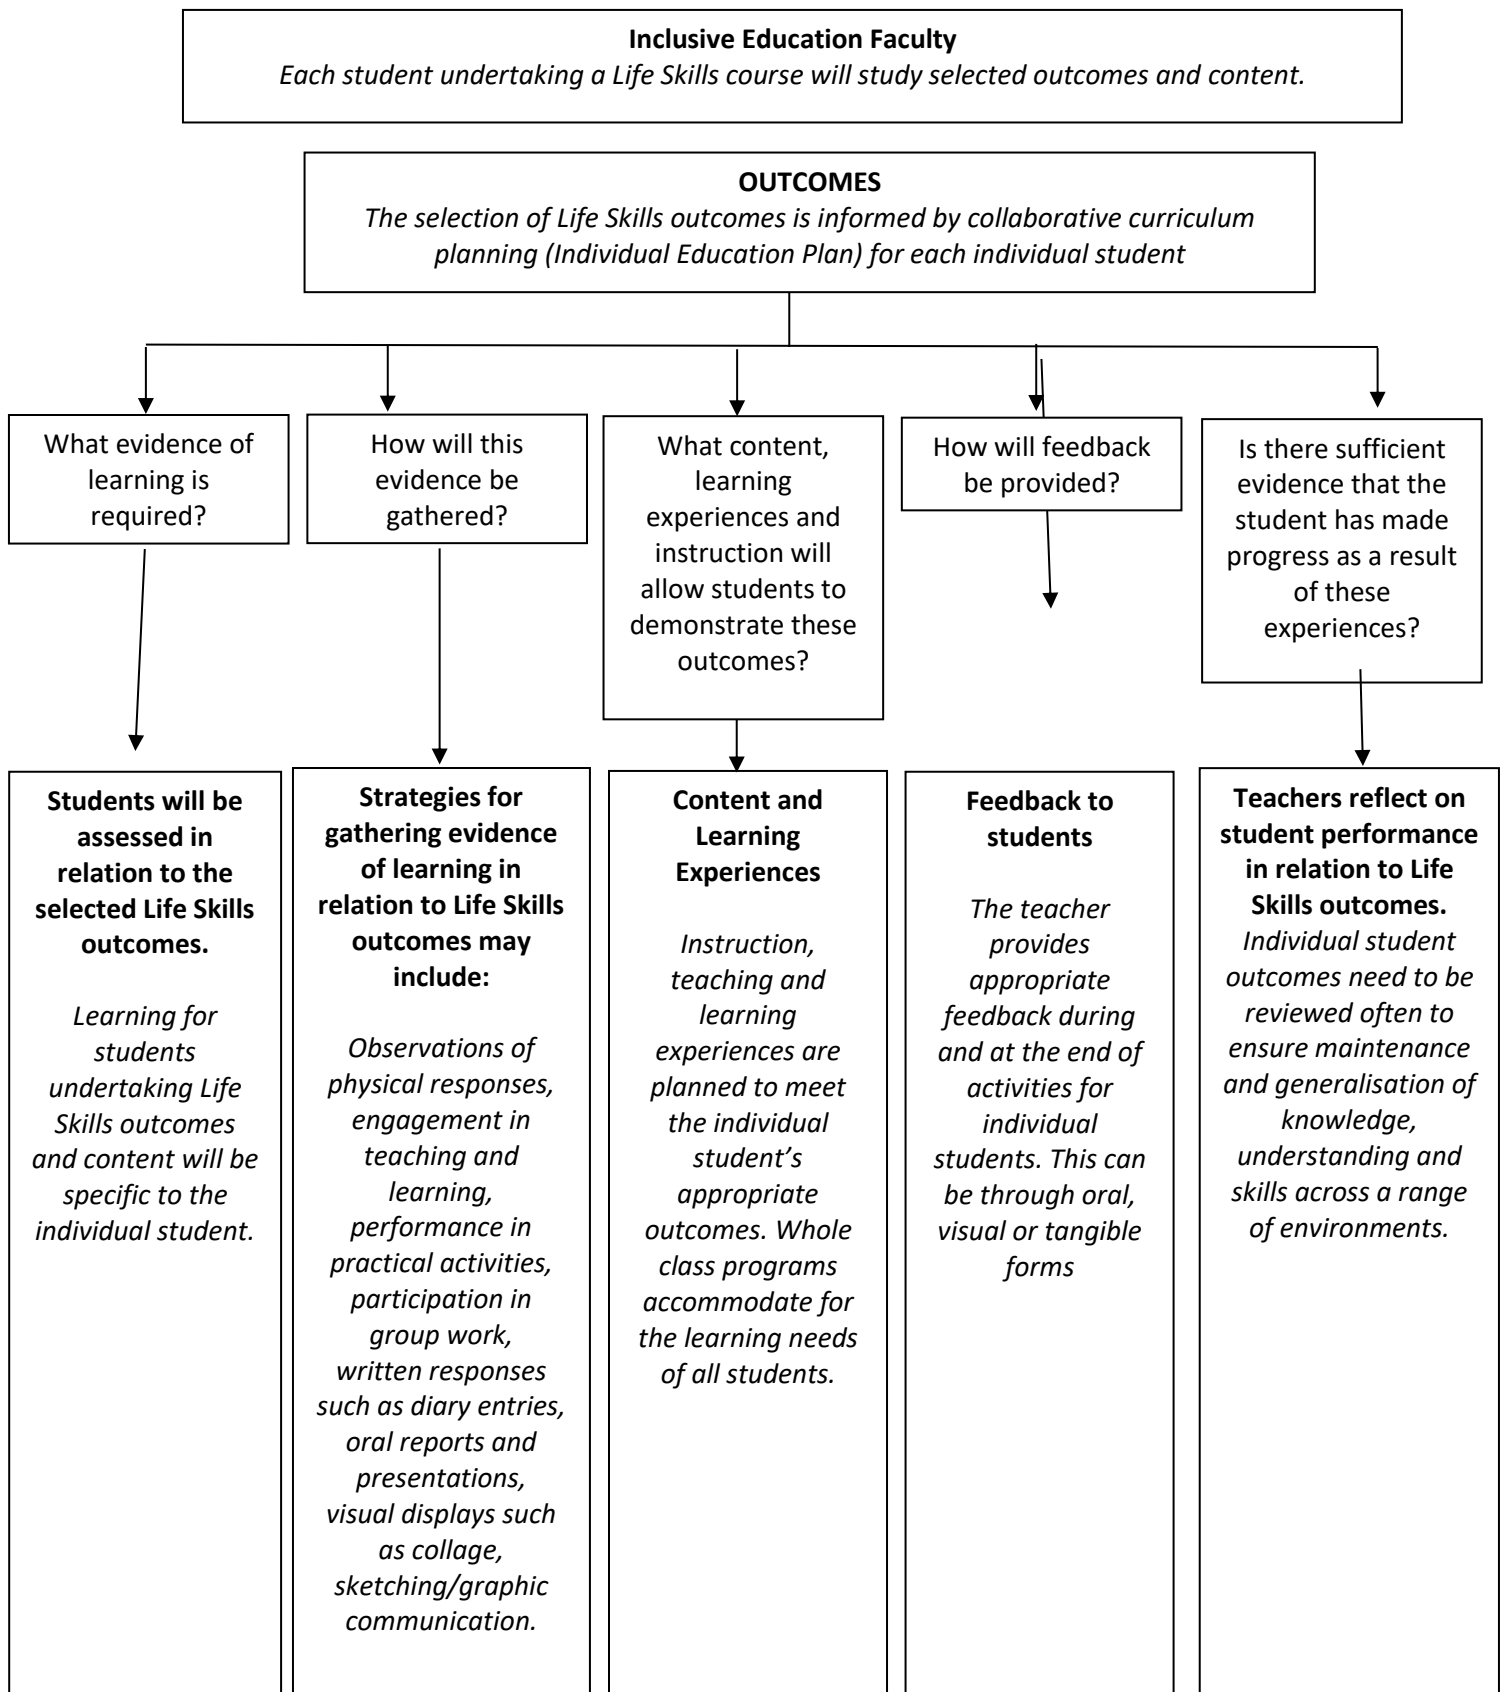 Inclusive Education Faculty
Each student undertaking a Life Skills course will study selected outcomes and content.
OUTCOMES
The selection of Life Skills outcomes is informed by collaborative curriculum
planning (Individual Education Plan) for each individual student
What evidence of
learning is
required?
How will this
evidence be
gathered?
What content,
learning
experiences and
instruction will
allow students to
demonstrate these
outcomes?
How will feedback
be provided?
Is there sufficient
evidence that the
student has made
progress as a result
of these
experiences?
Students will be
assessed in
relation to the
selected Life Skills
outcomes.
Learning for
students
undertaking Life
Skills outcomes
and content will be
specific to the
individual student.
Strategies for
gathering evidence
of learning in
relation to Life Skills
outcomes may
include:
Observations of
physical responses,
engagement in
teaching and
learning,
performance in
practical activities,
participation in
group work,
written responses
such as diary entries,
oral reports and
presentations,
visual displays such
as collage,
sketching/graphic
communication.
Content and
Learning
Experiences
Instruction,
teaching and
learning
experiences are
planned to meet
the individual
student’s
appropriate
outcomes. Whole
class programs
accommodate for
the learning needs
of all students.
Feedback to
students
The teacher
provides
appropriate
feedback during
and at the end of
activities for
individual
students. This can
be through oral,
visual or tangible
forms
Teachers reflect on
student performance
in relation to Life
Skills outcomes.
Individual student
outcomes need to be
reviewed often to
ensure maintenance
and generalisation of
knowledge,
understanding and
skills across a range
of environments.